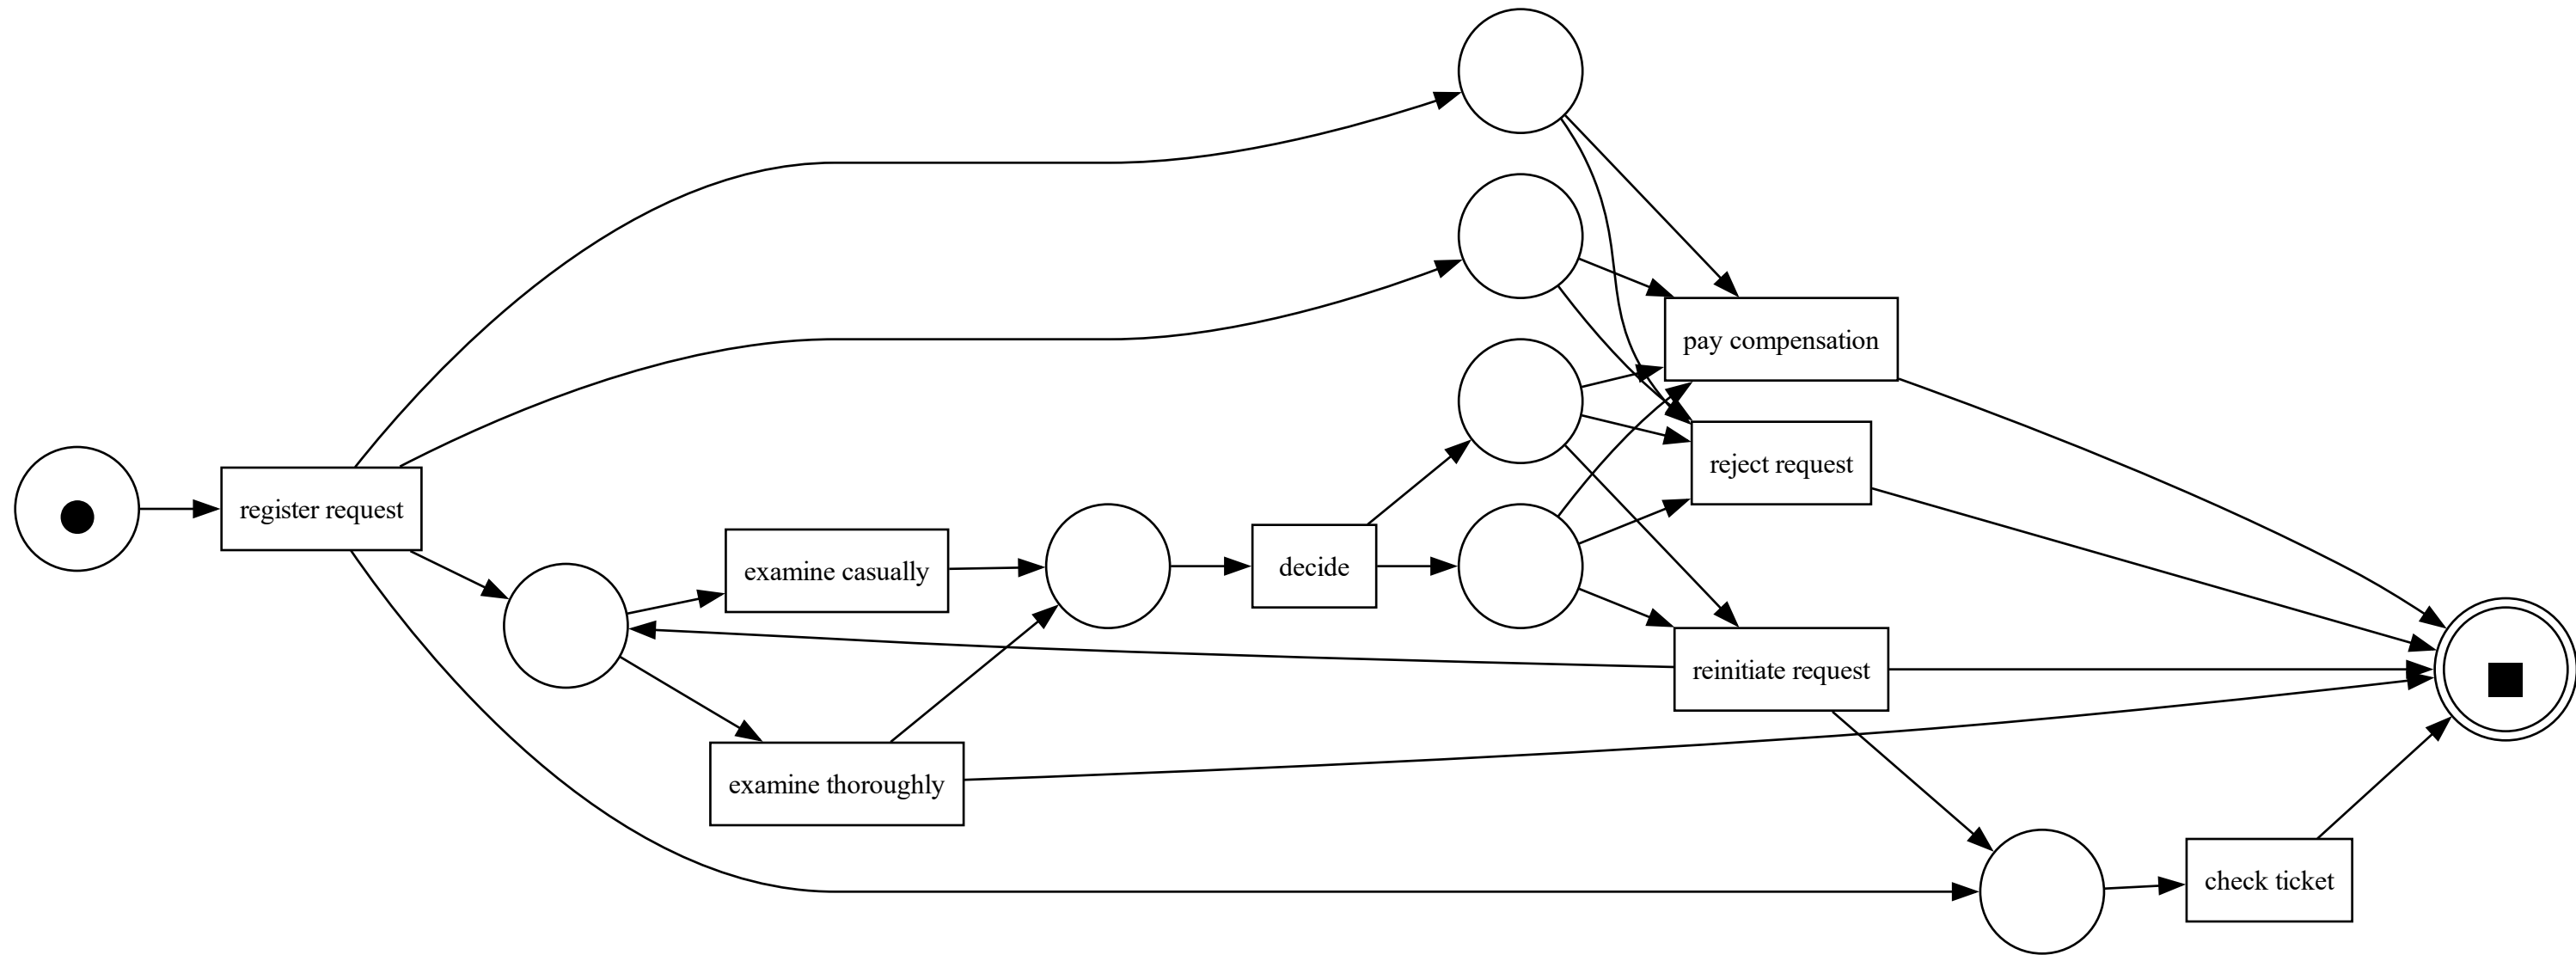 register request
examine casually
examine thoroughly
decide
pay compensation
reject request
reinitiate request
check ticket